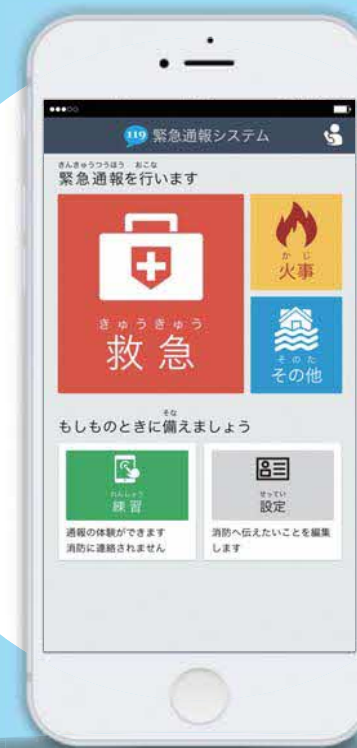 119 緊急通報システム
きんきゅうつうほう おこな
緊急通報を行います
きゅうきゅう
救急
かじ
火事
そのた
その他
そな
もしものときに備えましょう
れんしゅう
練習
通報の体験ができます
消防に連絡されません
せってい
設定
消防へ伝えたいことを編集
します